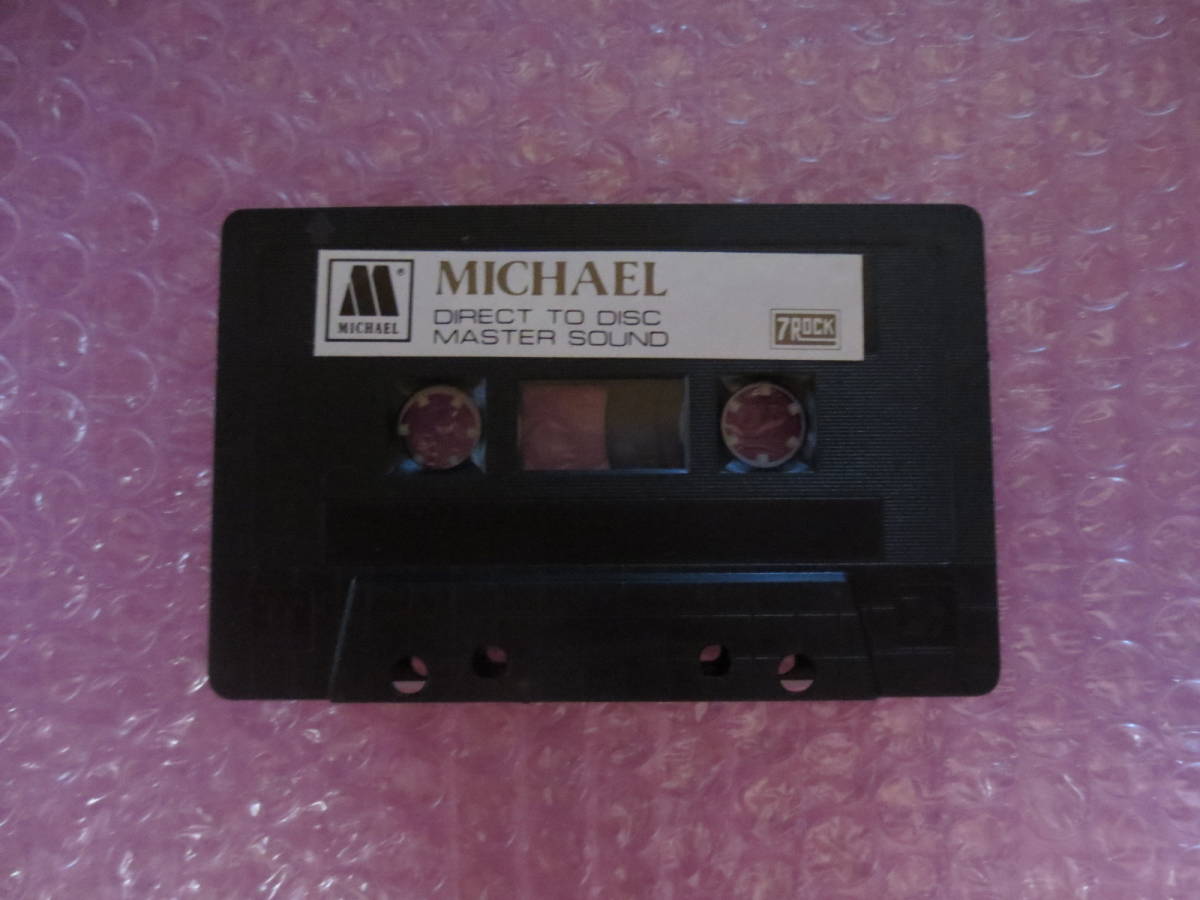 M®
MICHAEL
MICHAEL
DIRECT TO DISC
MASTER SOUND
7ROCK